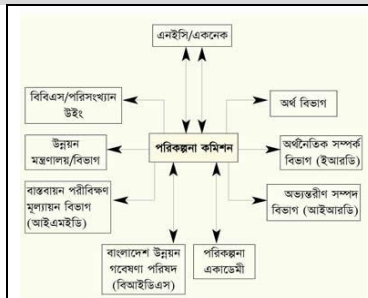 এনইসি/একনেক
বিবিএস/পরিসংখ্যান
উইং
অর্থ বিভাগ
উন্নয়ন
মন্ত্রণালয়/বিভাগ
পরিকল্পনা কমিশন
অর্থনৈতিক সম্পর্ক
বিভাগ (ইআরডি)
বাস্তবায়ন পরীবিক্ষণ
মূল্যায়ন বিভাগ
(আইএমইডি)
অভ্যন্তরীণ সম্পদ
বিভাগ (আইআরডি)
বাংলাদেশ উন্নয়ন
গবেষণা পরিষদ
(বিআইডিএস)
পরিকল্পনা
একাডেমী